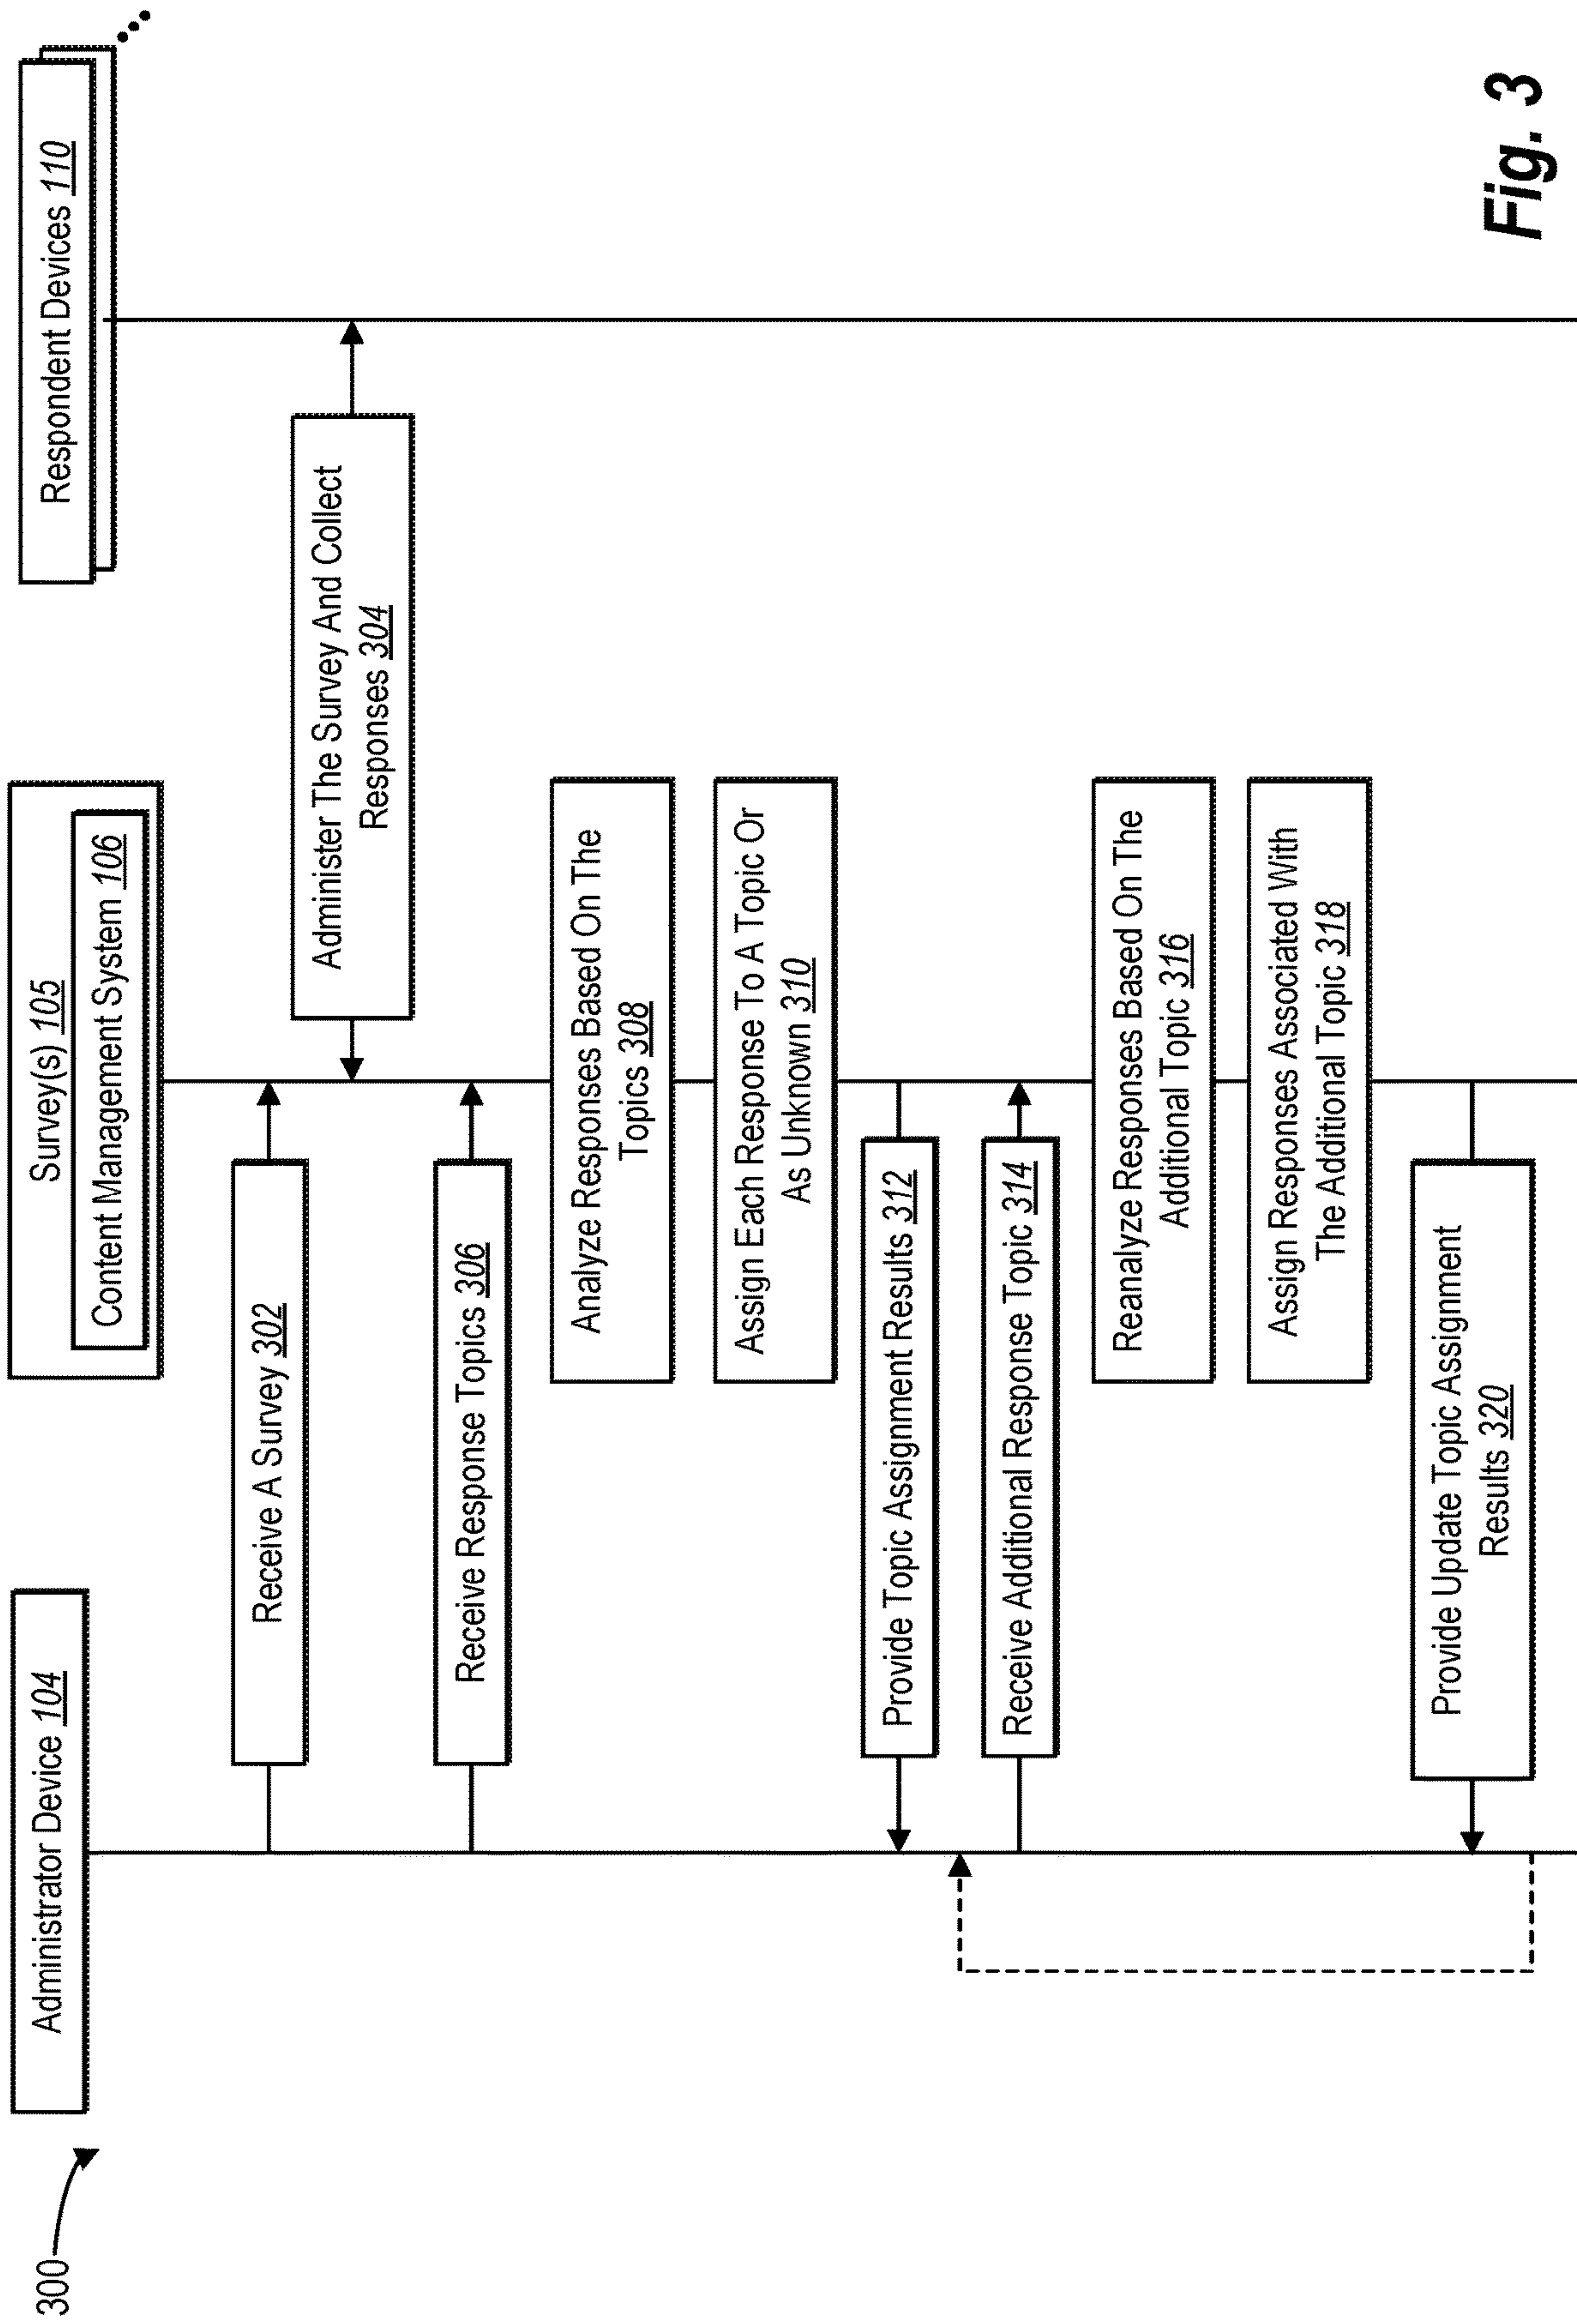 300
Administrator Device 104
Survey(s) 105
Content Management System 106
Respondent Devices 110
Receive A Survey 302
Administer The Survey And Collect
Responses 304
Receive Response Topics 306
Analyze Responses Based On The
Topics 308
Assign Each Response To A Topic Or
As Unknown 310
Provide Topic Assignment Results 312
Receive Additional Response Topic 314
Reanalyze Responses Based On The
Additional Topic 316
Assign Responses Associated With
The Additional Topic 318
Provide Update Topic Assignment
Results 320
Fig. 3